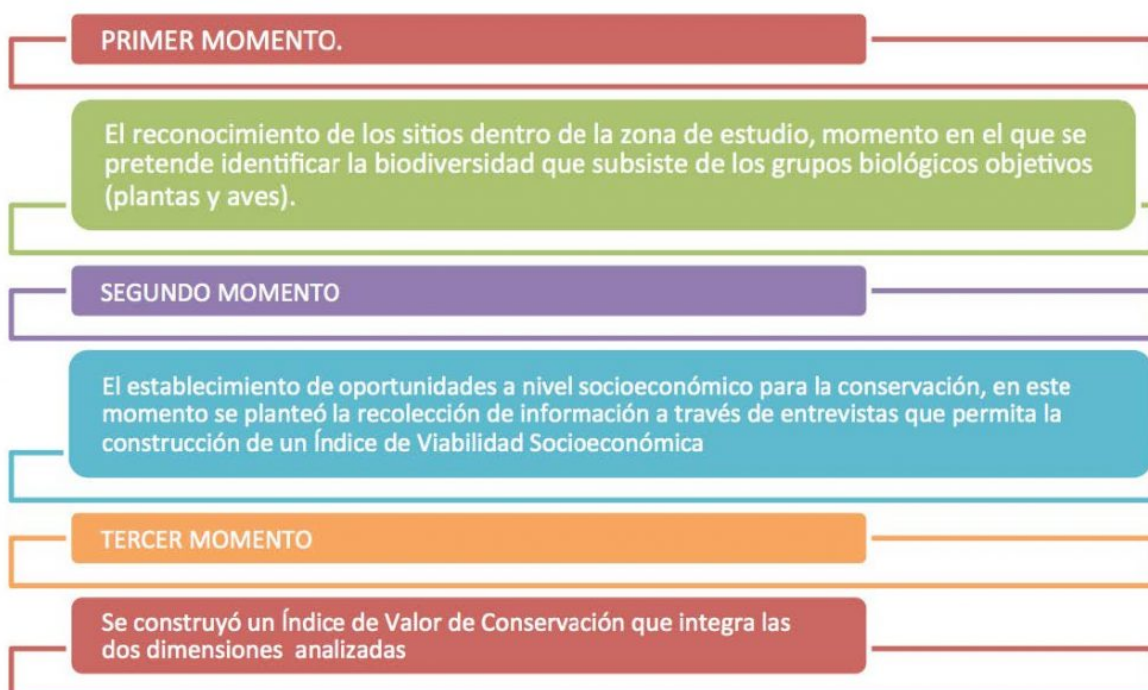 PRIMER MOMENTO.
El reconocimiento de los sitios dentro de la zona de estudio, momento en el que se
pretende identificar la biodiversidad que subsiste de los grupos biológicos objetivos
(plantas y aves).
SEGUNDO MOMENTO
El establecimiento de oportunidades a nivel socioeconómico para la conservación, en este
momento se planteó la recolección de información a través de entrevistas que permita la
construcción de un Índice de Viabilidad Socioeconómica
TERCER MOMENTO
Se construyó un Índice de Valor de Conservación que integra las
dos dimensiones analizadas